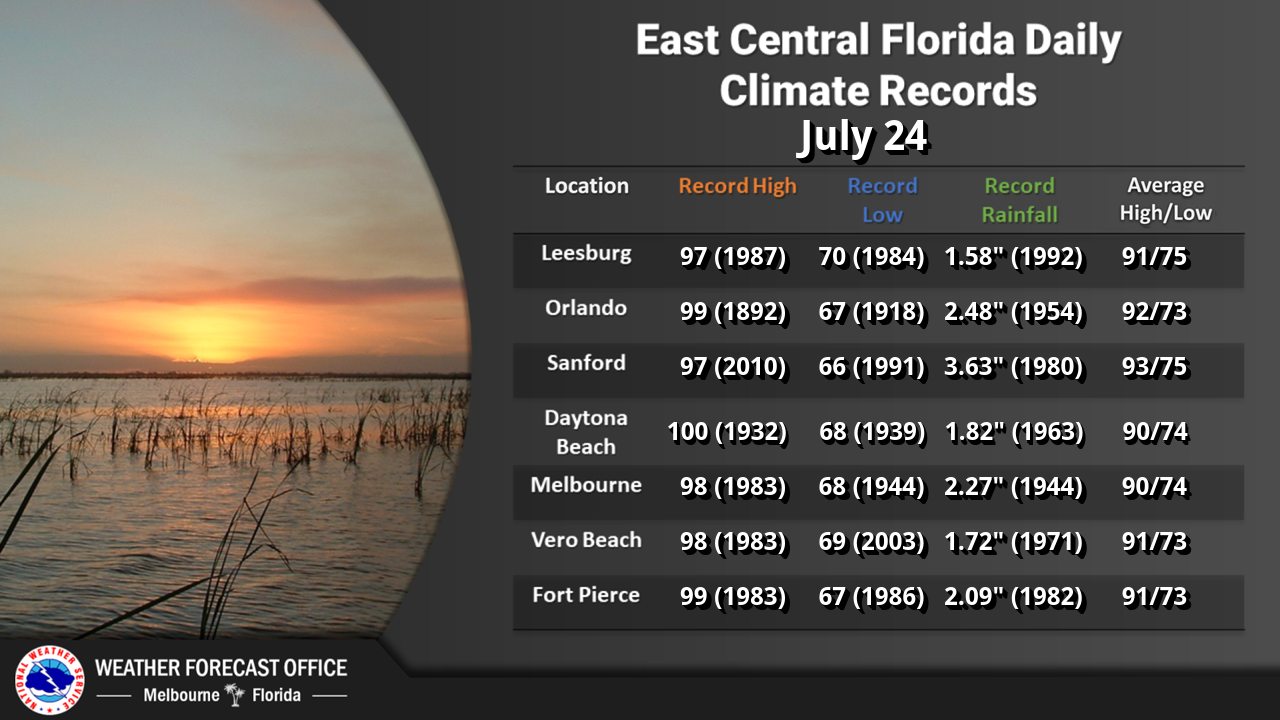 East Central Florida Daily
Climate Records
July 24
Location Record High Record Low Record Rainfall Average High/Low
Leesburg 97 (1987) 70 (1984) 1.58" (1992) 91/75
Orlando 99 (1892) 67 (1918) 2.48" (1954) 92/73
Sanford 97 (2010) 66 (1991) 3.63" (1980) 93/75
Daytona Beach 100 (1932) 68 (1939) 1.82" (1963) 90/74
Melbourne 98 (1983) 68 (1944) 2.27" (1944) 90/74
Vero Beach 98 (1983) 69 (2003) 1.72" (1971) 91/73
Fort Pierce 99 (1983) 67 (1986) 2.09" (1982) 91/73
NATIONAL WEATHER SERVICE
WEATHER FORECAST OFFICE
Melbourne Florida